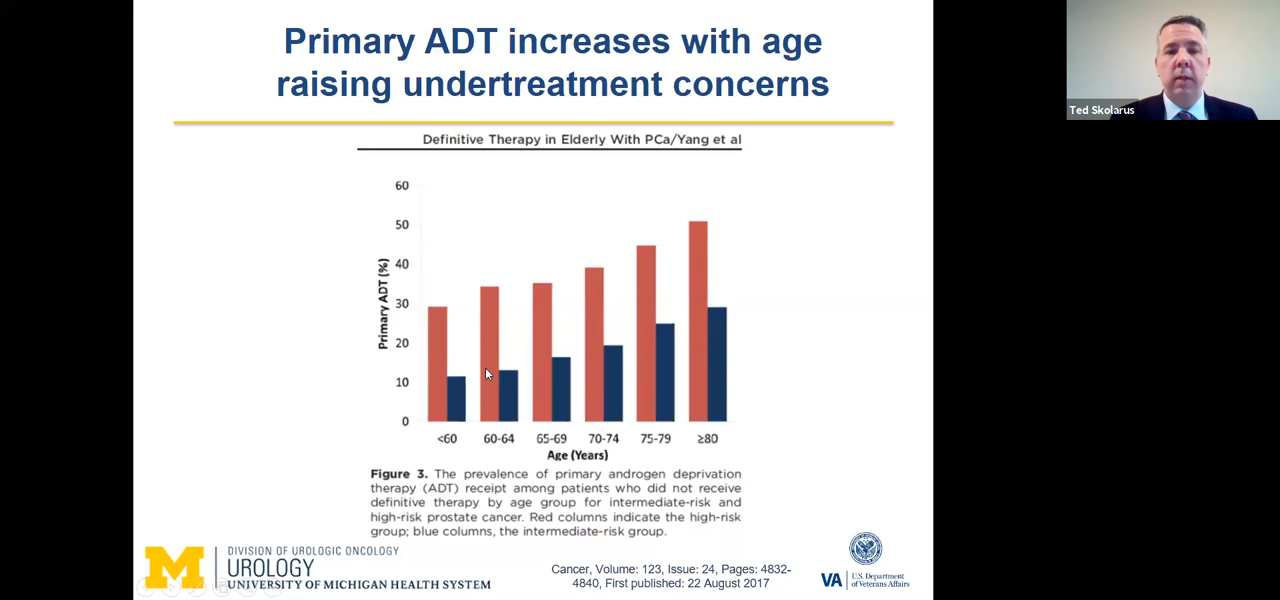 Primary ADT increases with age
raising undertreatment concerns
Ted Skolarus
Definitive Therapy in Elderly With PCa/Yang et al
60
50
40
30
20
10
0
Primary ADT (%)
<60 60-64 65-69 70-74 75-79 ≥80
Age (Years)
Figure 3. The prevalence of primary androgen deprivation
therapy (ADT) receipt among patients who did not receive
definitive therapy by age group for intermediate-risk and
high-risk prostate cancer. Red columns indicate the high-risk
group; blue columns, the intermediate-risk group.
M
DIVISION OF UROLOGIC ONCOLOGY
UROLOGY
UNIVERSITY OF MICHIGAN HEALTH SYSTEM
Cancer, Volume: 123, Issue: 24, Pages: 4832-
4840, First published: 22 August 2017
VA
U.S. Department
of Veterans Affairs